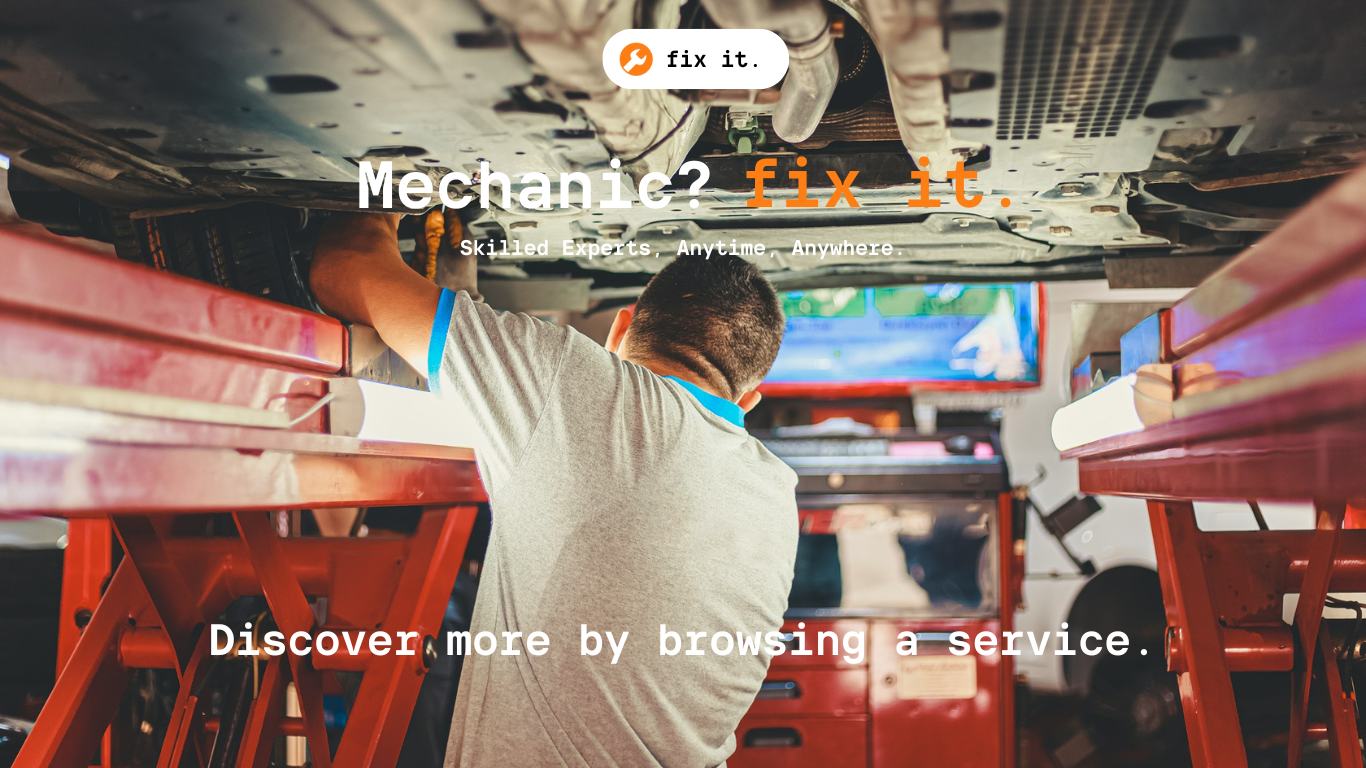 fix it.
Mechanic? fix it.
Skilled Experts, Anytime, Anywhere.
Discover more by browsing a service.